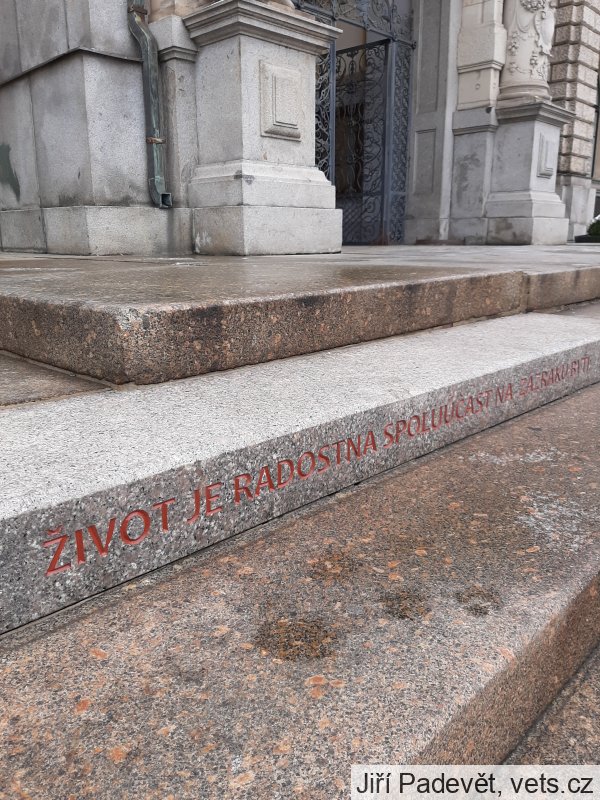 ŽIVOT JE RADOSTNÁ SPOLUÚČAST NA ZÁZRAKU BYTÍ
Jiří Padevět, vets.cz